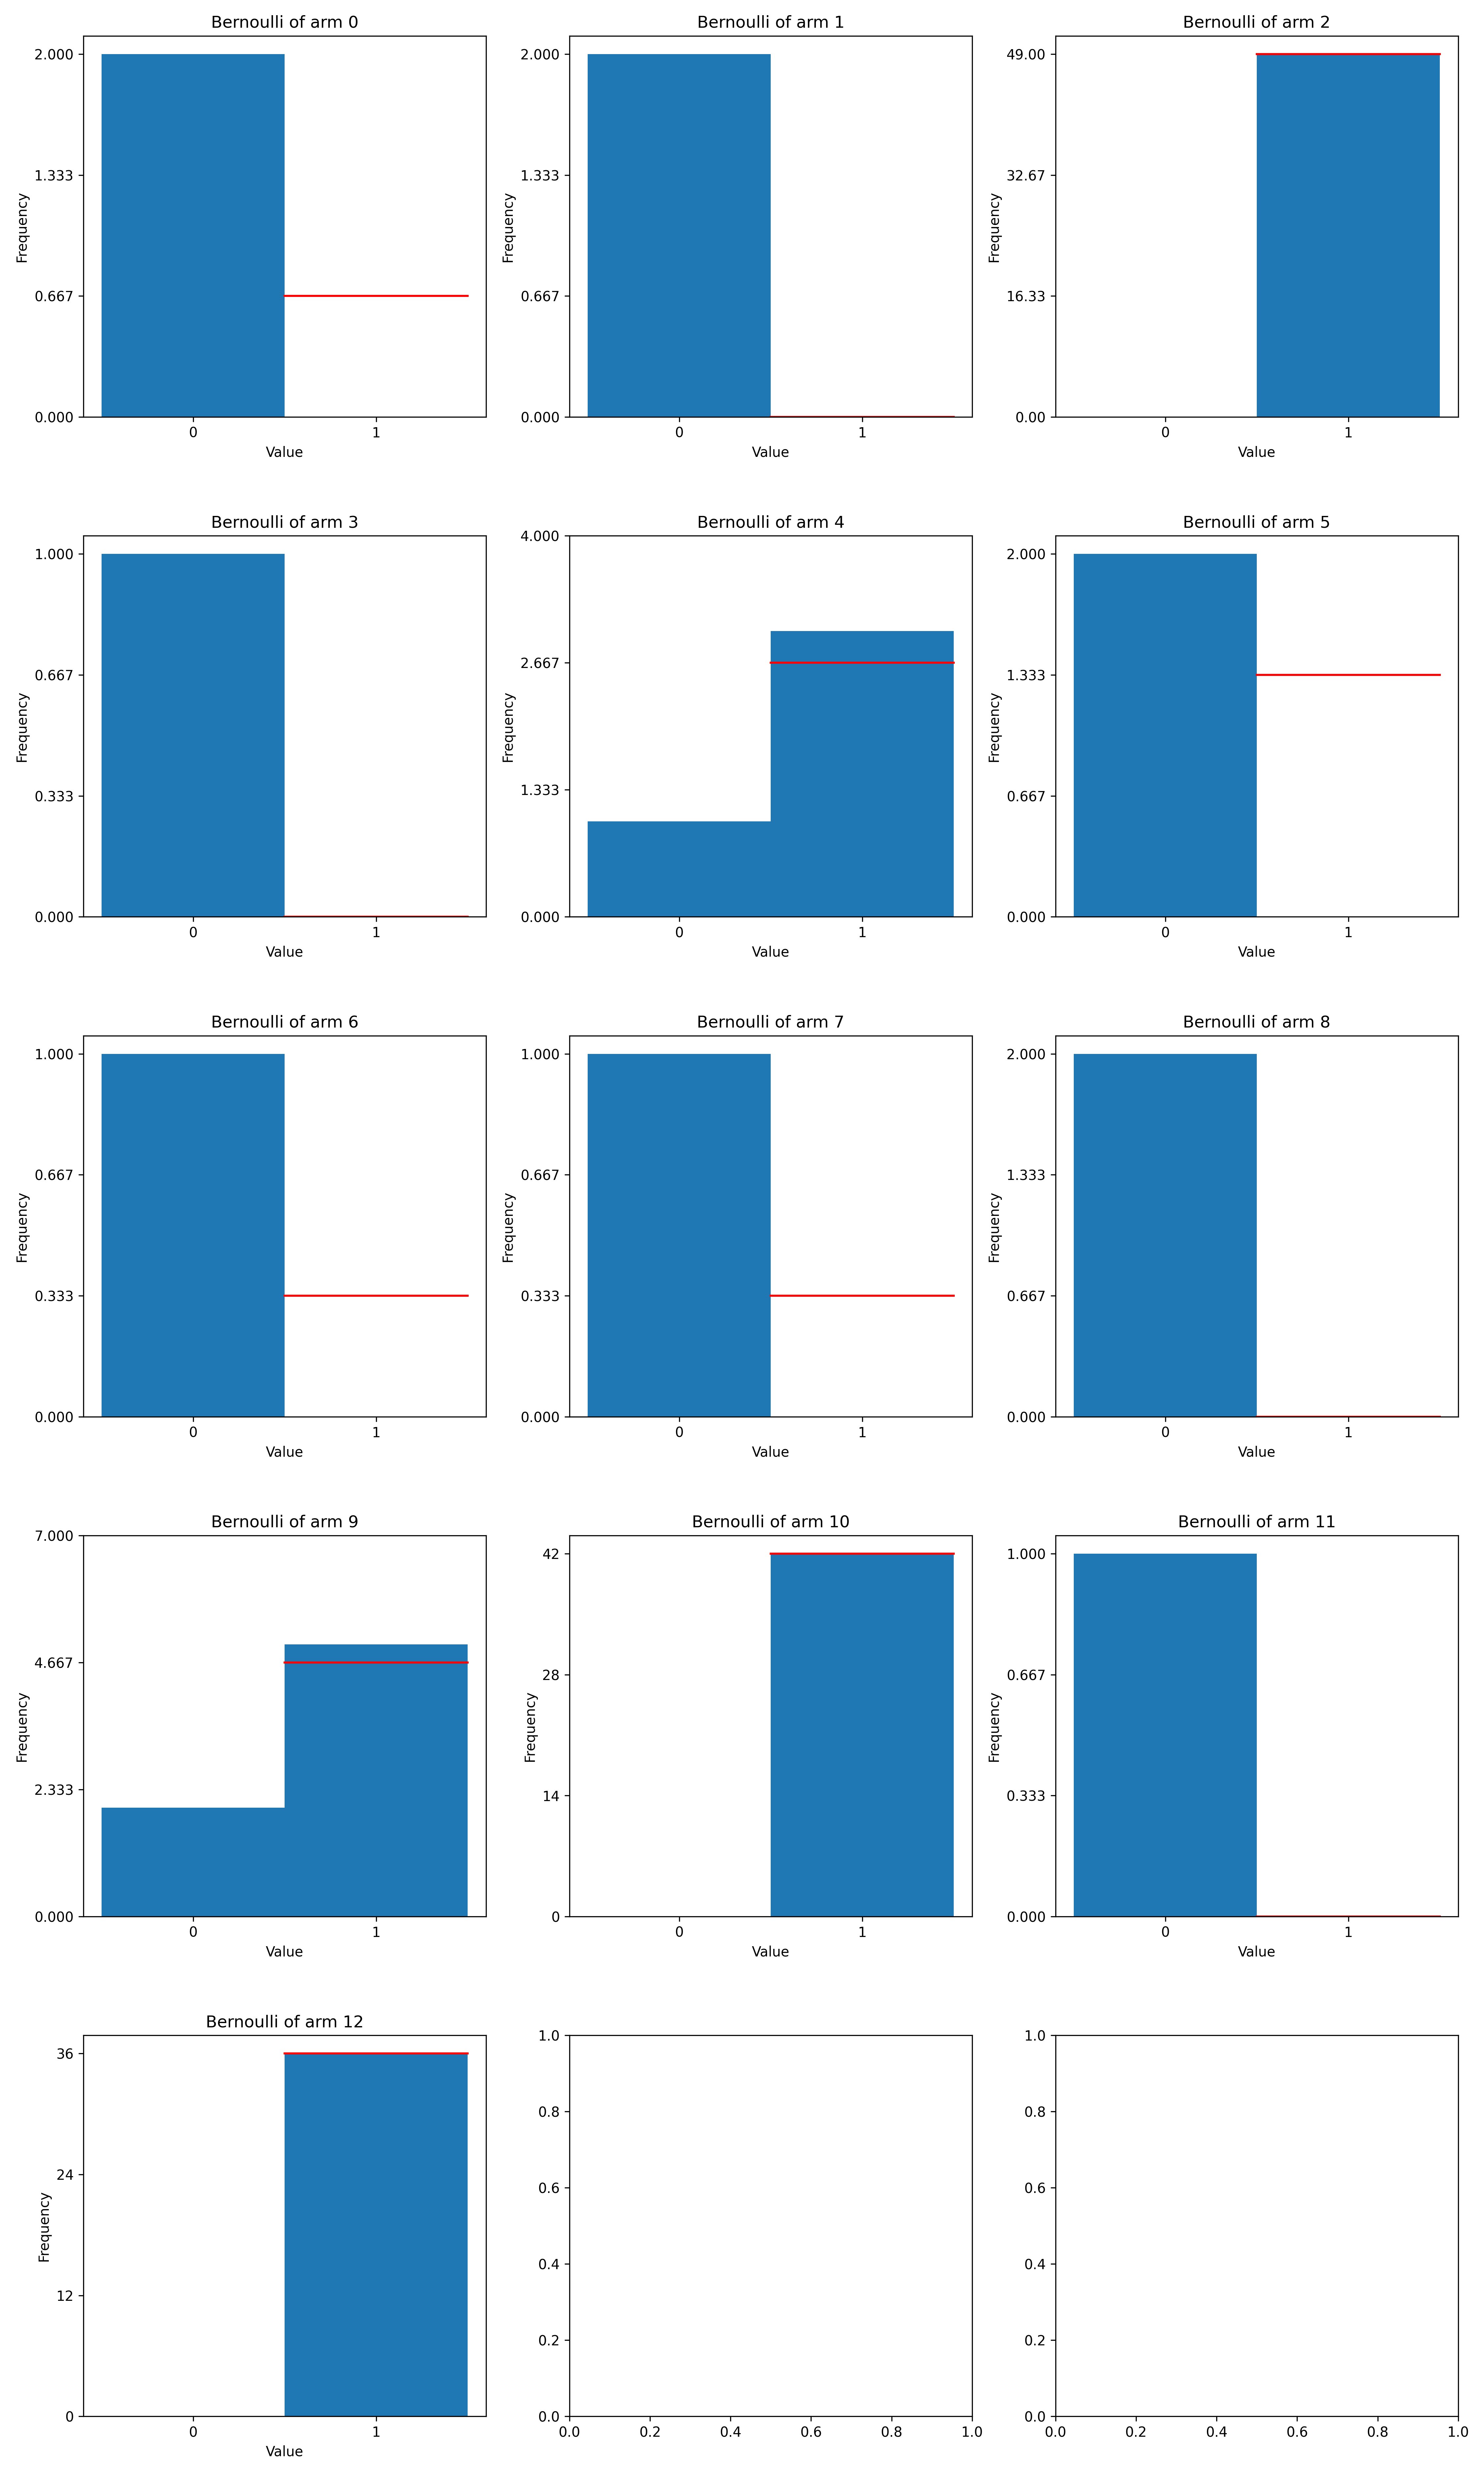 Bernoulli of arm 0
2.000
1.333
0.667
0.000
Frequency
0 1
Value
Bernoulli of arm 1
2.000
1.333
0.667
0.000
Frequency
0 1
Value
Bernoulli of arm 2
49.00
32.67
16.33
0.00
Frequency
0 1
Value
Bernoulli of arm 3
1.000
0.667
0.333
0.000
Frequency
0 1
Value
Bernoulli of arm 4
4.000
2.667
1.333
0.000
Frequency
0 1
Value
Bernoulli of arm 5
2.000
1.333
0.667
0.000
Frequency
0 1
Value
Bernoulli of arm 6
1.000
0.667
0.333
0.000
Frequency
0 1
Value
Bernoulli of arm 7
1.000
0.667
0.333
0.000
Frequency
0 1
Value
Bernoulli of arm 8
2.000
1.333
0.667
0.000
Frequency
0 1
Value
Bernoulli of arm 9
7.000
4.667
2.333
0.000
Frequency
0 1
Value
Bernoulli of arm 10
42
28
14
0
Frequency
0 1
Value
Bernoulli of arm 11
1.000
0.667
0.333
0.000
Frequency
0 1
Value
Bernoulli of arm 12
36
24
12
0
Frequency
0 1
Value
1.0
0.8
0.6
0.4
0.2
0.0
0.0 0.2 0.4 0.6 0.8 1.0
1.0
0.8
0.6
0.4
0.2
0.0
0.0 0.2 0.4 0.6 0.8 1.0